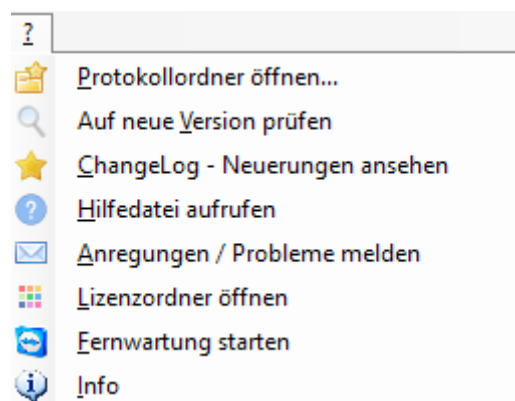 ?
Protokollordner öffnen...
Auf neue Version prüfen
ChangeLog - Neuerungen ansehen
Hilfedatei aufrufen
Anregungen / Probleme melden
Lizenzordner öffnen
Fernwartung starten
Info